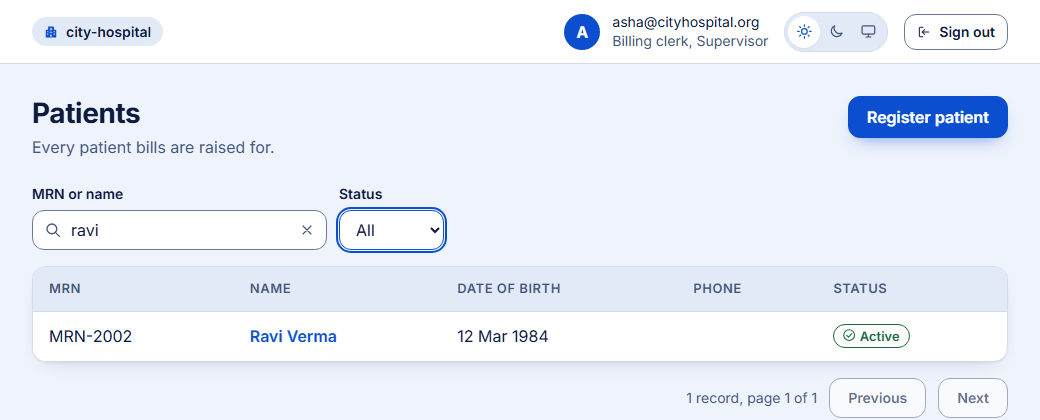 city-hospital
A
asha@cityhospital.org
Billing clerk, Supervisor
Sign out
Patients
Register patient
Every patient bills are raised for.
MRN or name
Status
ravi
All
MRN NAME DATE OF BIRTH PHONE STATUS
MRN-2002 Ravi Verma 12 Mar 1984 Active
1 record, page 1 of 1
Previous
Next